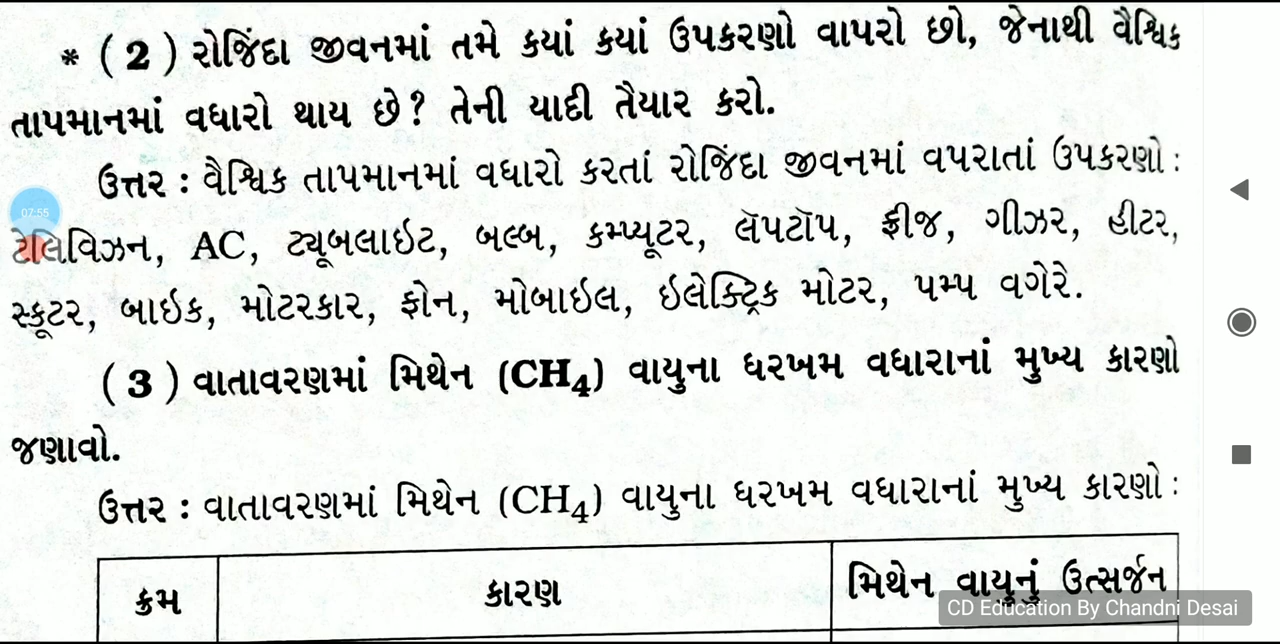 * ( 2 ) રોજિંદા જીવનમાં તમે કયાં કયાં ઉપકરણો વાપરો છો, જેનાથી વૈશ્વિક
તાપમાનમાં વધારો થાય છે? તેની યાદી તૈયાર કરો.
ઉત્તર : વૈશ્વિક તાપમાનમાં વધારો કરતાં રોજિંદા જીવનમાં વપરાતાં ઉપકરણો :
07:55
ટેલિવિઝન, AC, ટ્યૂબલાઇટ, બલ્બ, કમ્પ્યૂટર, લૅપટૉપ, ફ્રીજ, ગીઝર, હીટર,
સ્કૂટર, બાઇક, મોટરકાર, ફોન, મોબાઇલ, ઇલેક્ટ્રિક મોટર, પમ્પ વગેરે.
( 3 ) વાતાવરણમાં મિથેન (CH₄) વાયુના ધરખમ વધારાનાં મુખ્ય કારણો
જણાવો.
ઉત્તર : વાતાવરણમાં મિથેન (CH₄) વાયુના ધરખમ વધારાનાં મુખ્ય કારણો :
ક્રમ કારણ મિથેન વાયુનું ઉત્સર્જન
CD Education By Chandni Desai